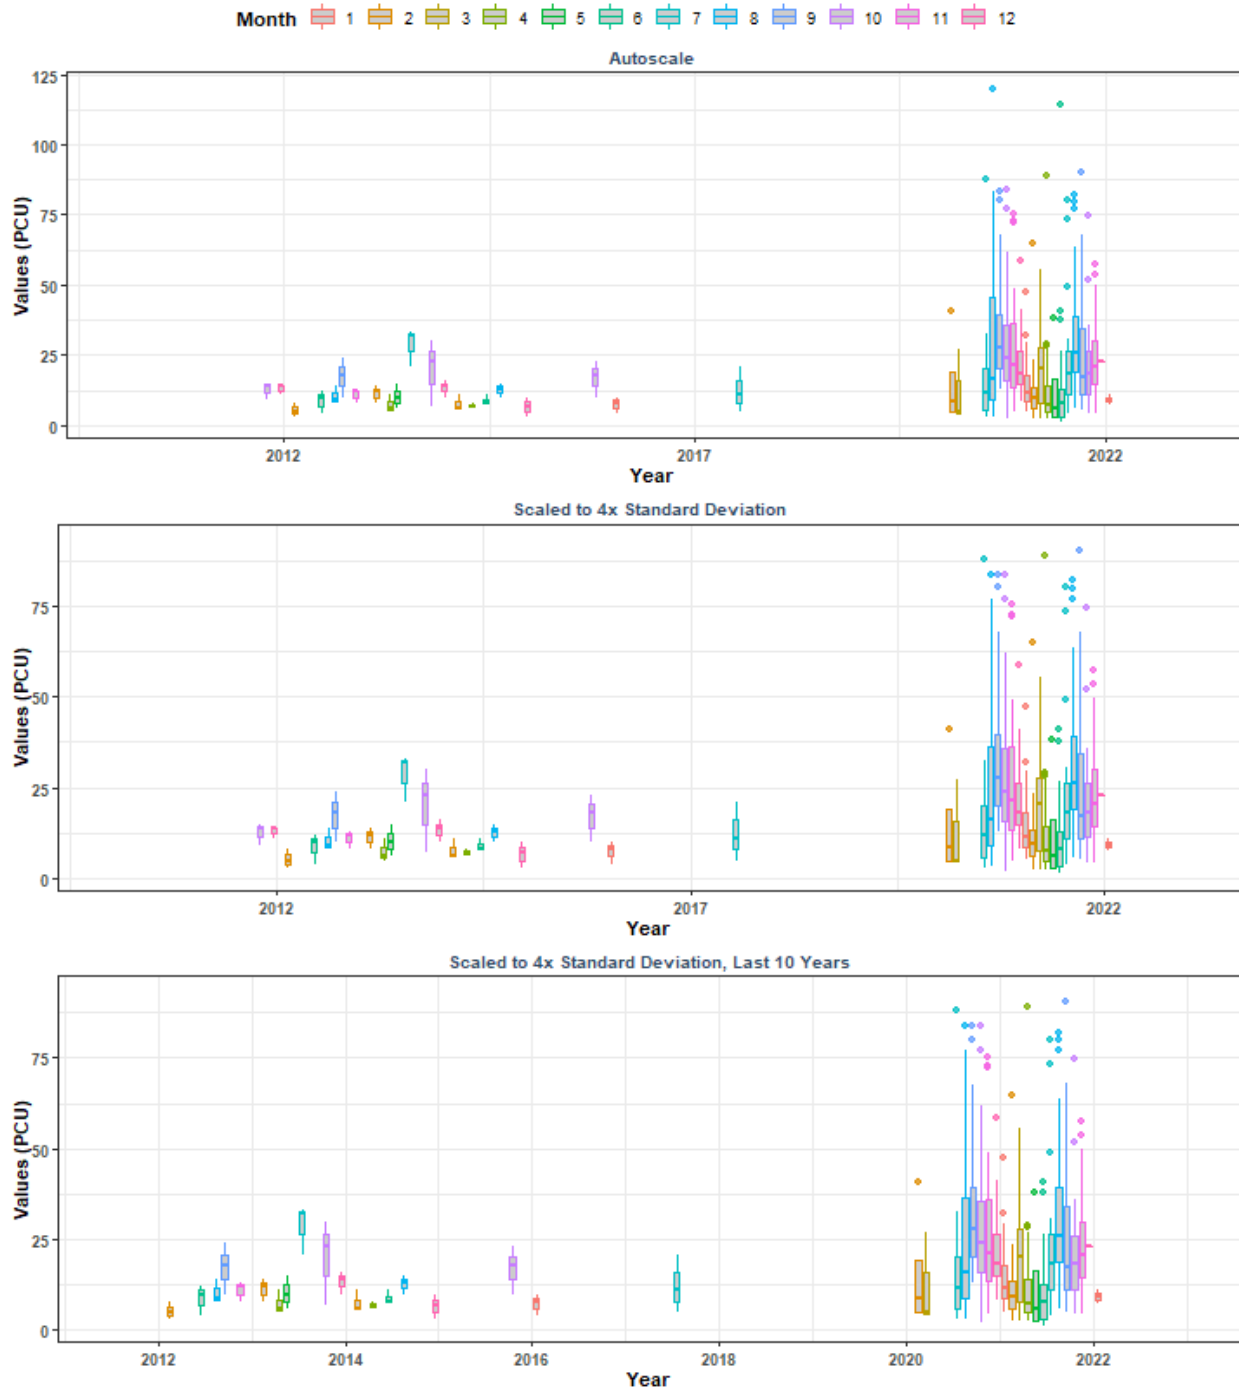 Month 1 2 3 4 5 6 7 8 9 10 11 12
Autoscale
Values (PCU)
125
100
75
50
25
0
2012 2017 2022
Year
Scaled to 4x Standard Deviation
Values (PCU)
75
50
25
0
2012 2017 2022
Year
Scaled to 4x Standard Deviation, Last 10 Years
Values (PCU)
75
50
25
0
2012 2014 2016 2018 2020 2022
Year